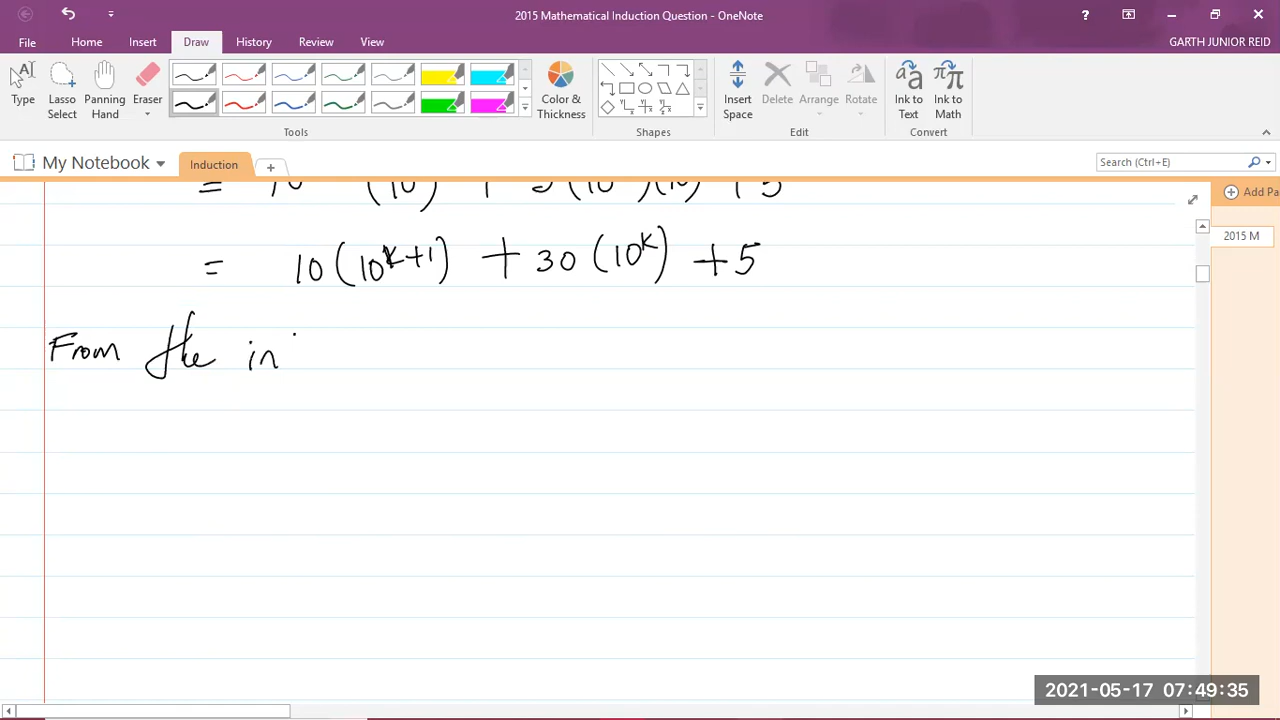 2015 Mathematical Induction Question - OneNote
File Home Insert Draw History Review View
GARTH JUNIOR REID
Type
Lasso Select
Panning Hand
Eraser
Color & Thickness
Insert Space
Delete
Arrange
Rotate
Ink to Text
Ink to Math
Tools
Shapes
Edit
Convert
My Notebook
Induction
Search (Ctrl+E)
Add Pa
2015 M
= 10(10^{k+1}) + 30(10^k) + 5
From the in
2021-05-17 07:49:35